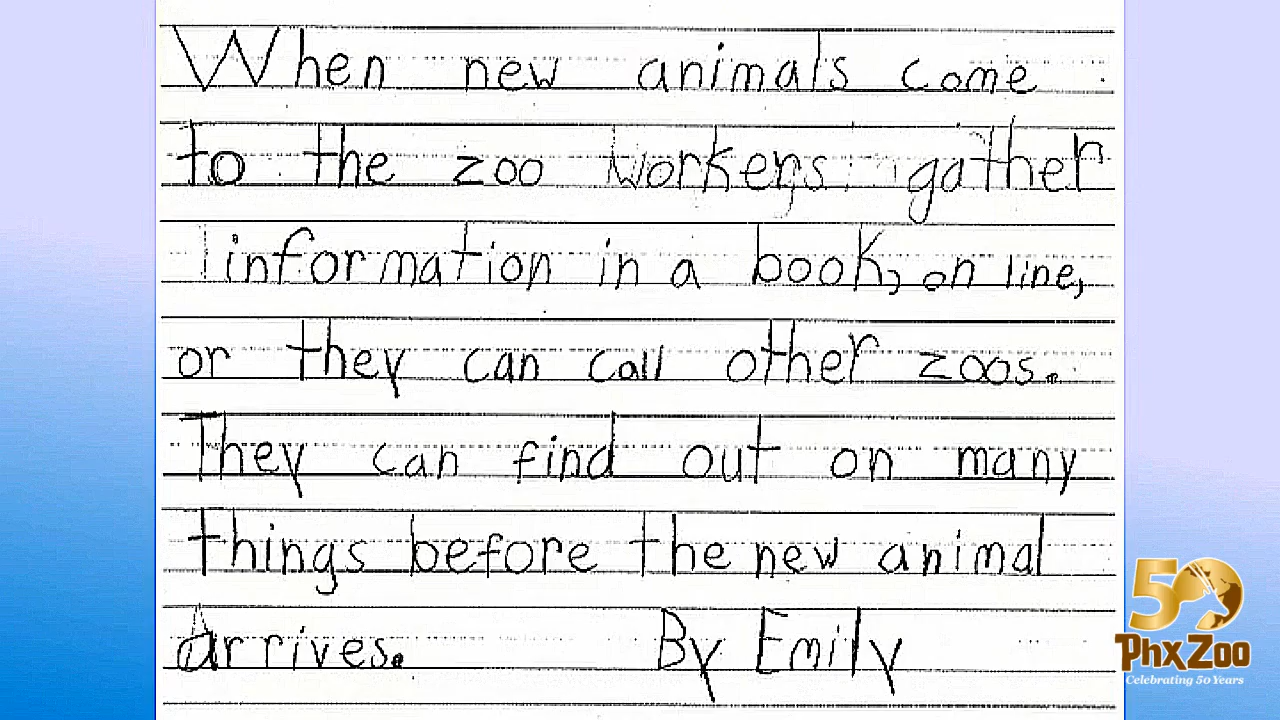 When new animals come
to the zoo workers gather
information in a book, on line,
or they can call other zoos.
They can find out on many
things before the new animal
arrives. By Emily
50
PhxZoo
Celebrating 50 Years